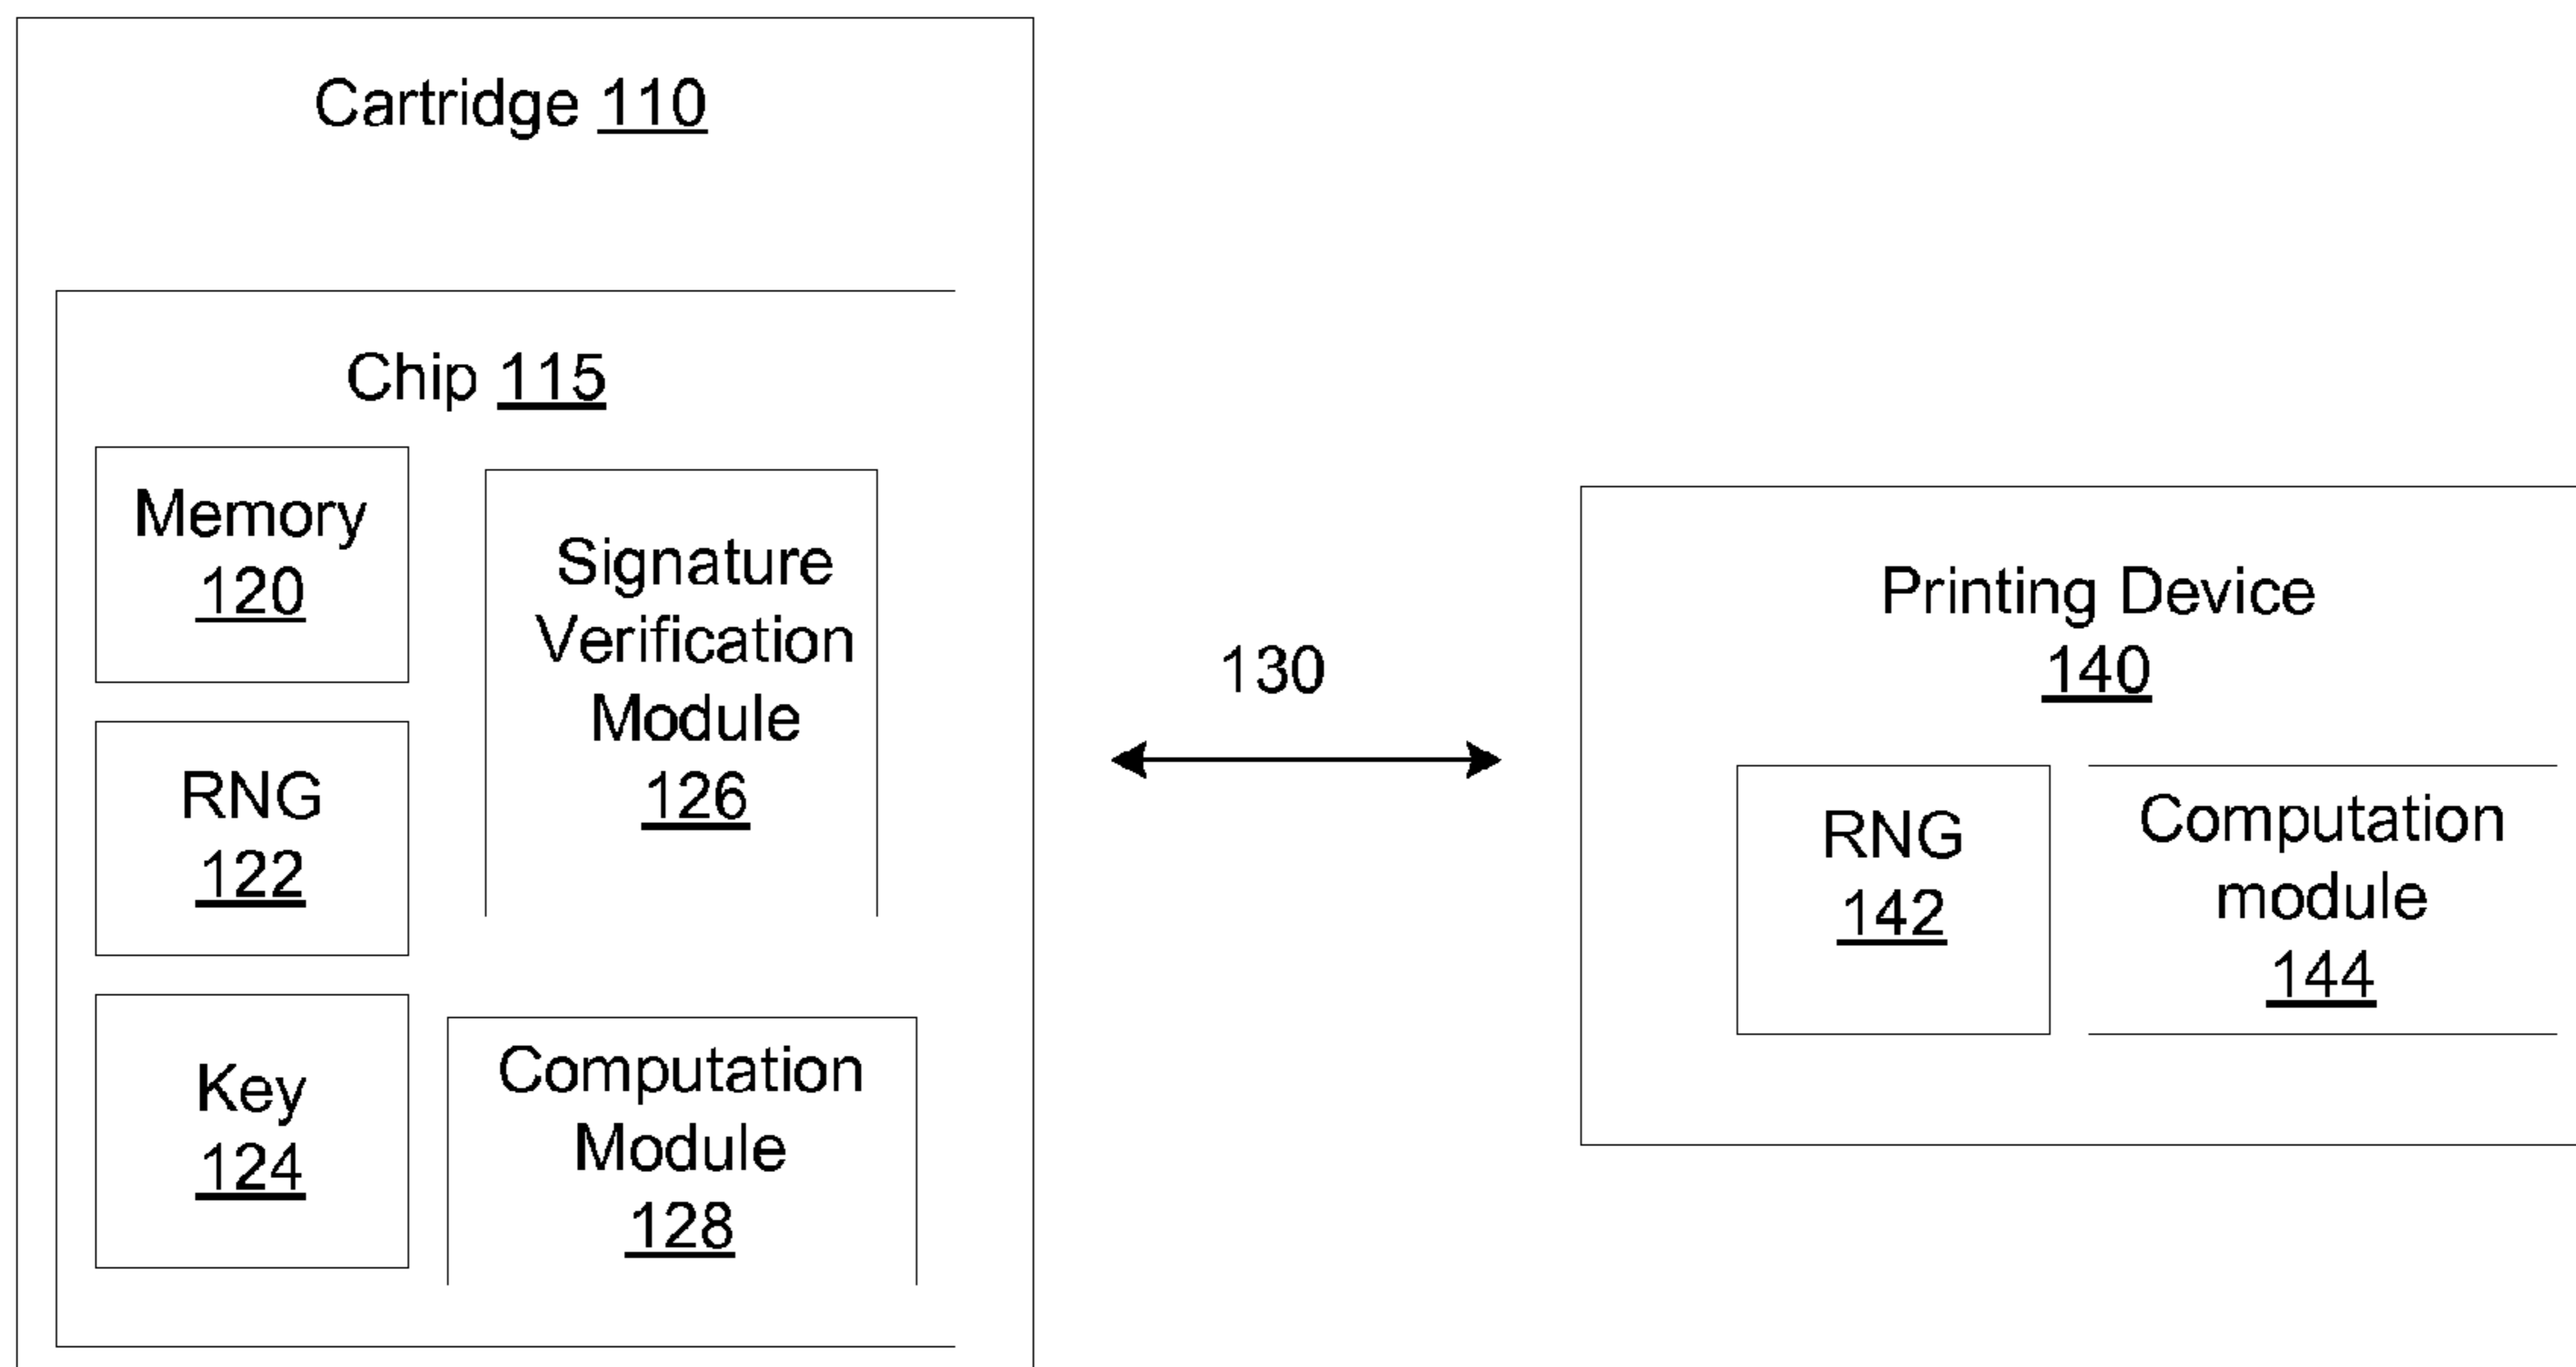 Cartridge 110
Chip 115
Memory
120
Signature
Verification
Module
126
RNG
122
Key
124
Computation
Module
128
130
Printing Device
140
RNG
142
Computation
module
144